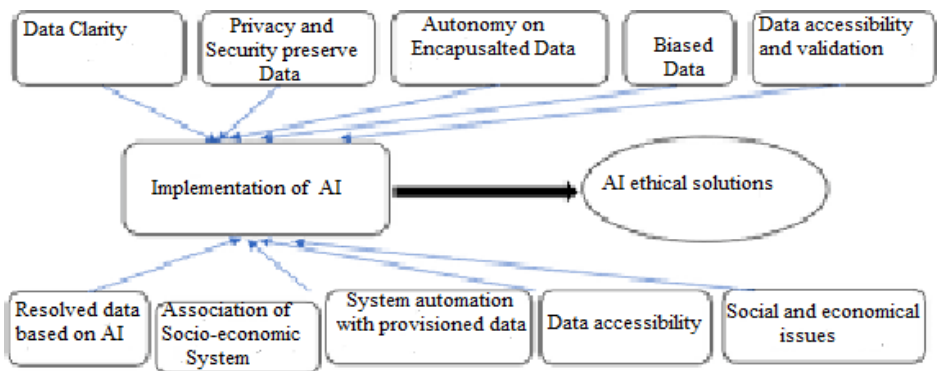 Data Clarity
Privacy and
Security preserve
Data
Autonomy on
Encapusalted Data
Biased
Data
Data accessibility
and validation
Implementation of AI
AI ethical solutions
Resolved data
based on AI
Association of
Socio-economic
System
System automation
with provisioned data
Data accessibility
Social and economical
issues